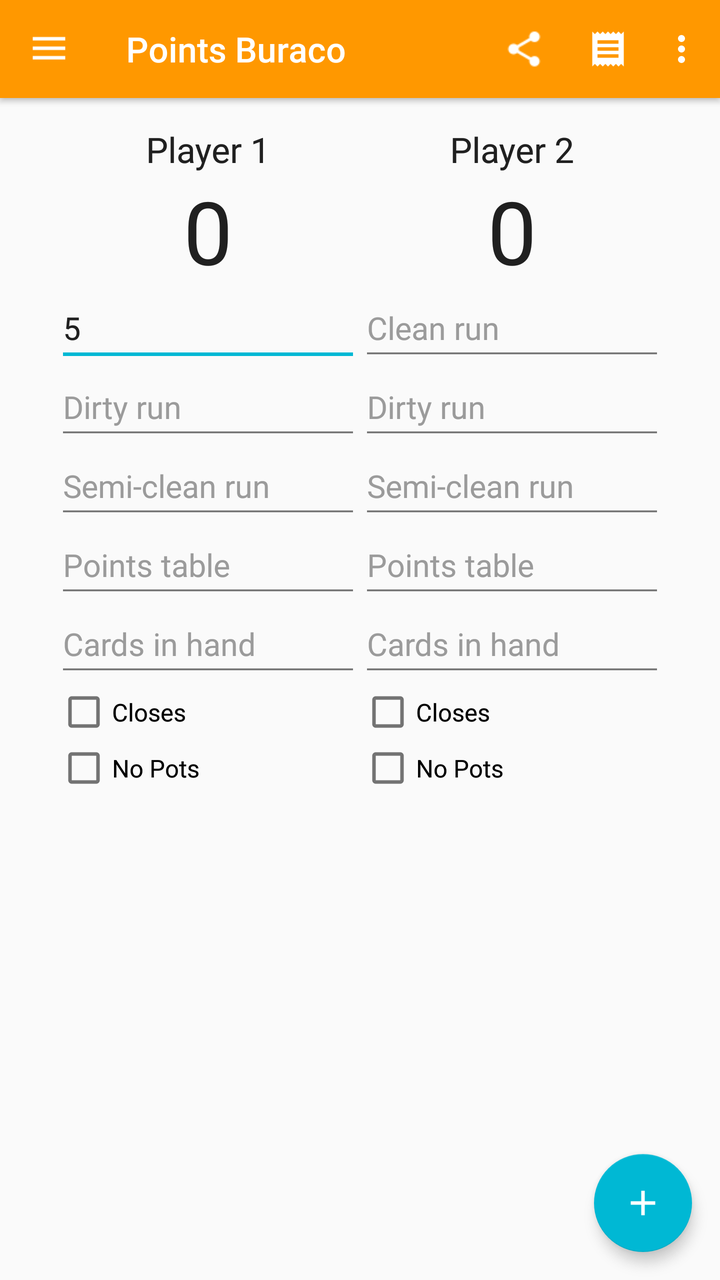 Points Buraco
Player 1 Player 2
0 0
5 Clean run
Dirty run Dirty run
Semi-clean run Semi-clean run
Points table Points table
Cards in hand Cards in hand
Closes Closes
No Pots No Pots